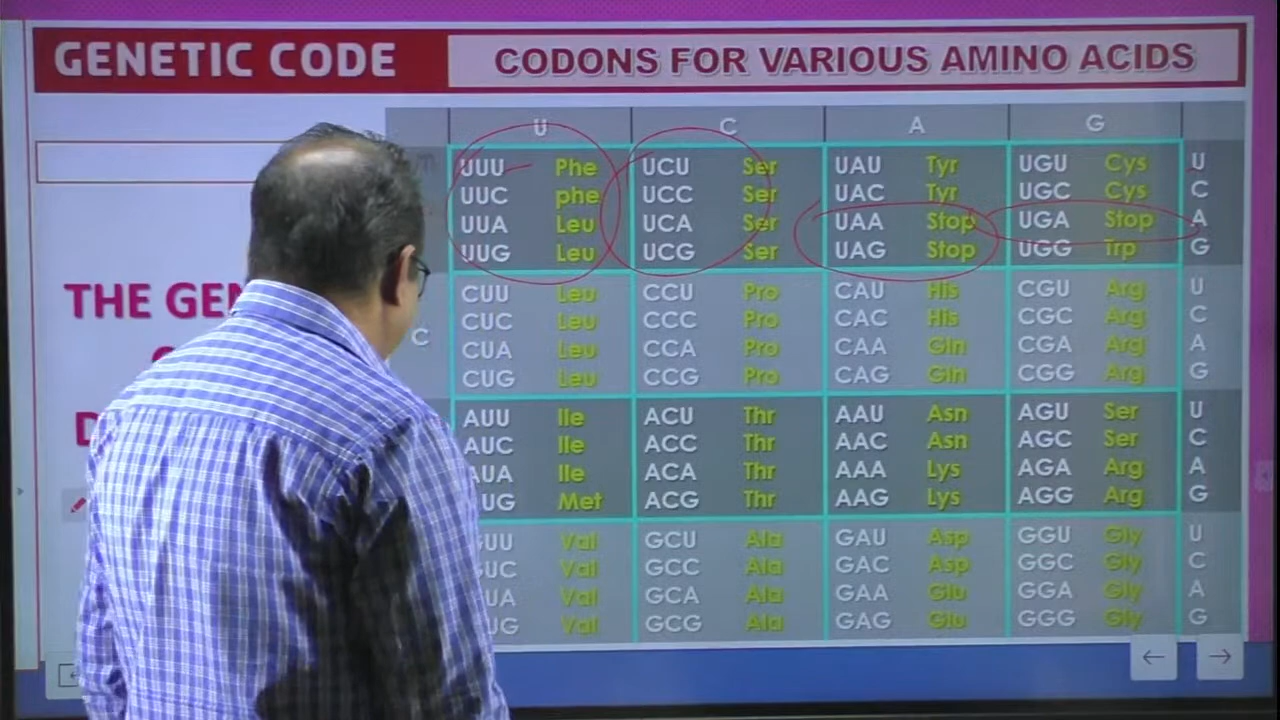 GENETIC CODE
CODONS FOR VARIOUS AMINO ACIDS
U C A G
UUU Phe UCU Ser UAU Tyr UGU Cys U
UUC phe UCC Ser UAC Tyr UGC Cys C
UUA Leu UCA Ser UAA Stop UGA Stop A
UUG Leu UCG Ser UAG Stop UGG Trp G
THE GEN
CUU Leu CCU Pro CAU His CGU Arg U
CUC Leu CCC Pro CAC His CGC Arg C
C
CUA Leu CCA Pro CAA Gln CGA Arg A
CUG Leu CCG Pro CAG Gln CGG Arg G
AUU Ile ACU Thr AAU Asn AGU Ser U
AUC Ile ACC Thr AAC Asn AGC Ser C
AUA Ile ACA Thr AAA Lys AGA Arg A
UG Met ACG Thr AAG Lys AGG Arg G
UU Val GCU Ala GAU Asp GGU Gly U
UC Val GCC Ala GAC Asp GGC Gly C
UA Val GCA Ala GAA Glu GGA Gly A
UG Val GCG Ala GAG Glu GGG Gly G